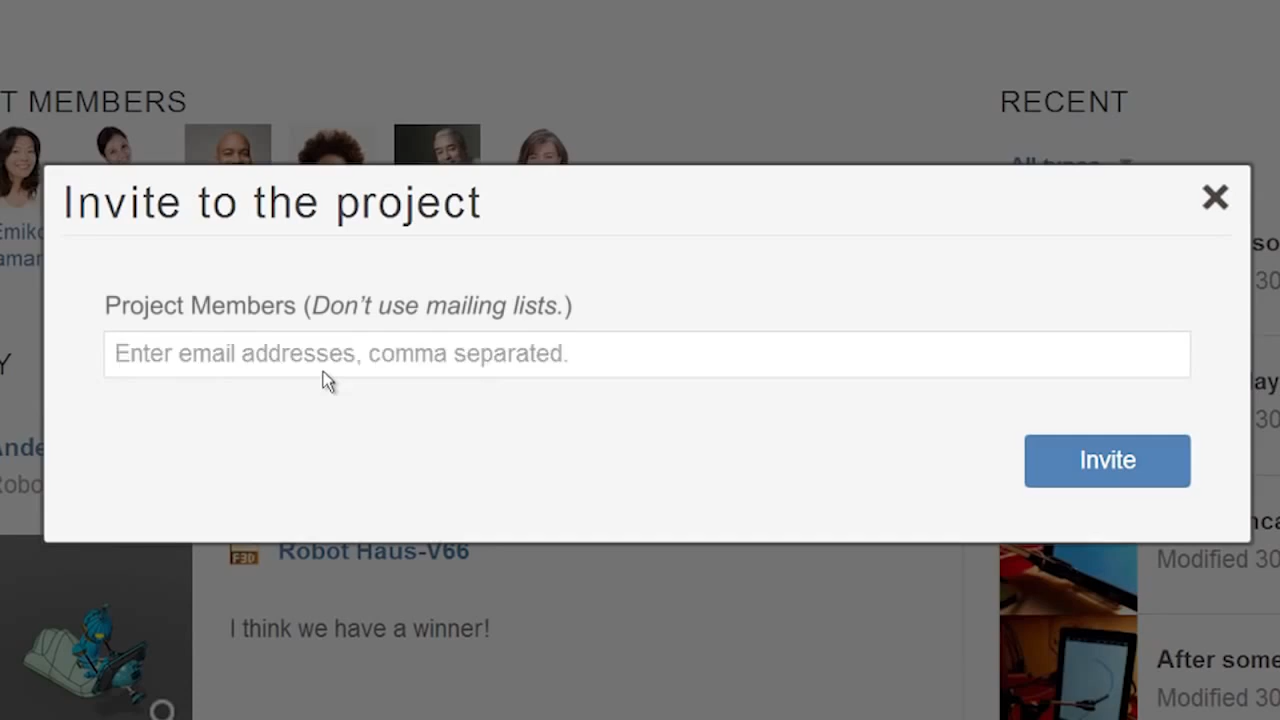 T MEMBERS
RECENT
Invite to the project
Project Members (Don't use mailing lists.)
Enter email addresses, comma separated.
Invite
F3D
Robot Haus-V66
Modified 30
I think we have a winner!
After some
Modified 30